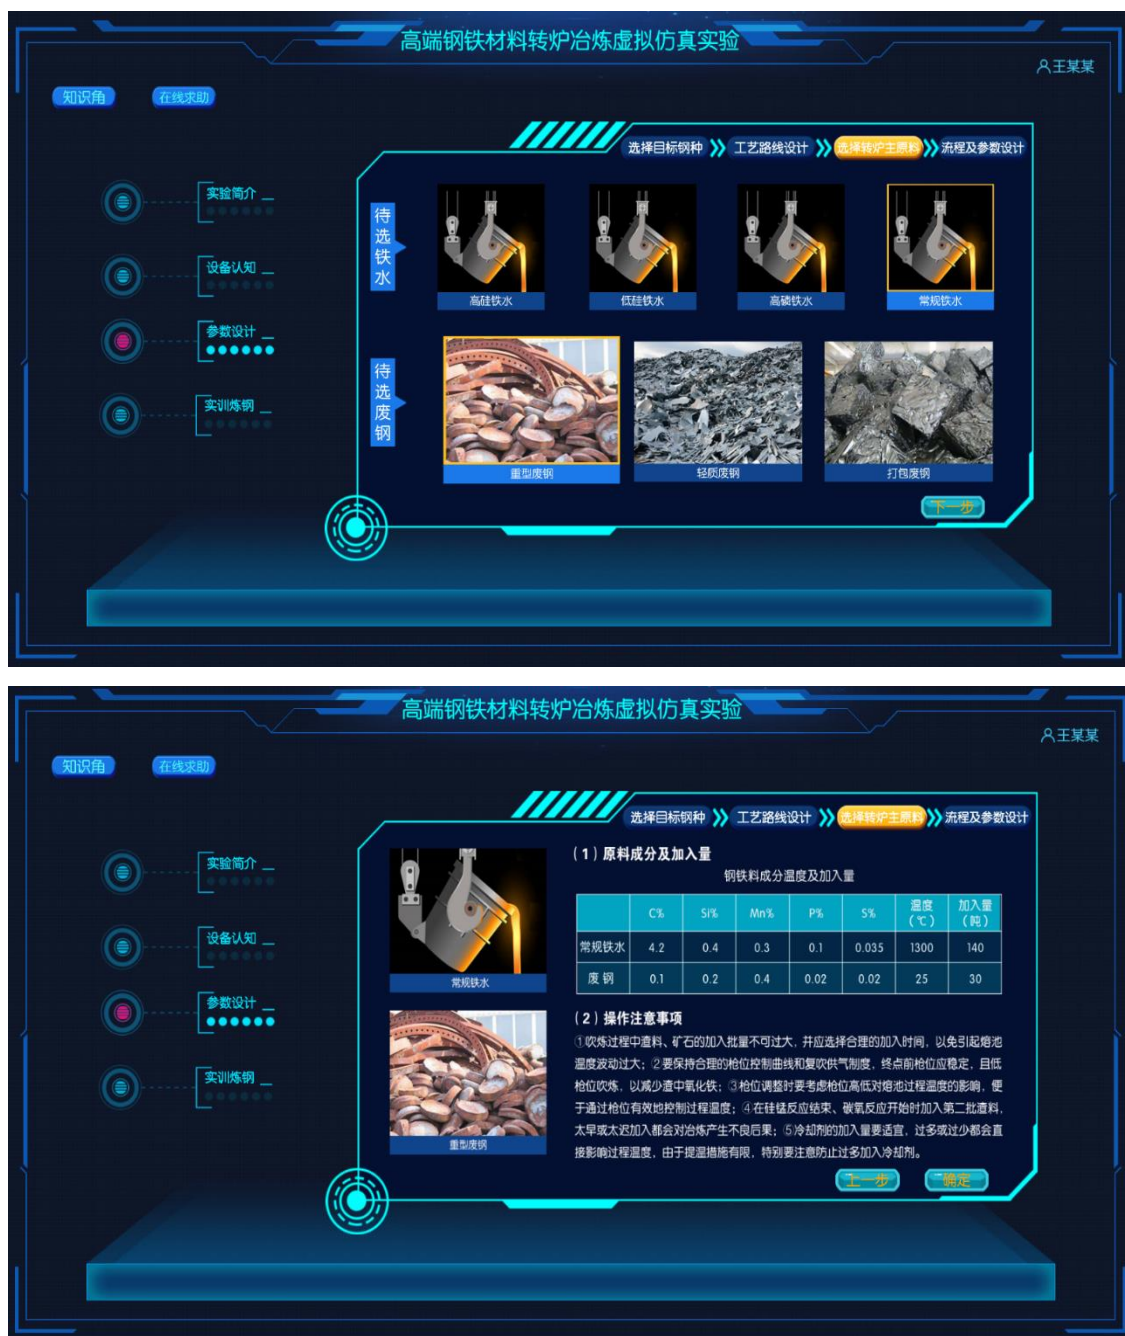 高端钢铁材料转炉冶炼虚拟仿真实验
王某某
知识角
在线求助
选择目标钢种
工艺路线设计
选择转炉主原料
流程及参数设计
实验简介
设备认知
参数设计
实训炼钢
待选铁水
高硅铁水
低硅铁水
高磷铁水
常规铁水
待选废钢
重型废钢
轻质废钢
打包废钢
下一步
高端钢铁材料转炉冶炼虚拟仿真实验
王某某
知识角
在线求助
选择目标钢种
工艺路线设计
选择转炉主原料
流程及参数设计
实验简介
设备认知
参数设计
实训炼钢
常规铁水
重型废钢
(1)原料成分及加入量
钢铁料成分温度及加入量
C% Si% Mn% P% S% 温度(℃) 加入量(吨)
常规铁水 4.2 0.4 0.3 0.1 0.035 1300 140
废钢 0.1 0.2 0.4 0.02 0.02 25 30
(2)操作注意事项
①吹炼过程中渣料、矿石的加入批量不可过大,并应选择合理的加入时间,以免引起熔池
温度波动过大;②要保持合理的枪位控制曲线和复吹供气制度,终点前枪位应稳定,且低
枪位吹炼,以减少渣中氧化铁;③枪位调整时要考虑枪位高低对熔池过程温度的影响,便
于通过枪位有效地控制过程温度;④在硅锰反应结束、碳氧反应开始时加入第二批渣料,
太早或太迟加入都会对冶炼产生不良后果;⑤冷却剂的加入量要适宜,过多或过少都会直
接影响过程温度,由于提温措施有限,特别要注意防止过多加入冷却剂。
上一步
确定